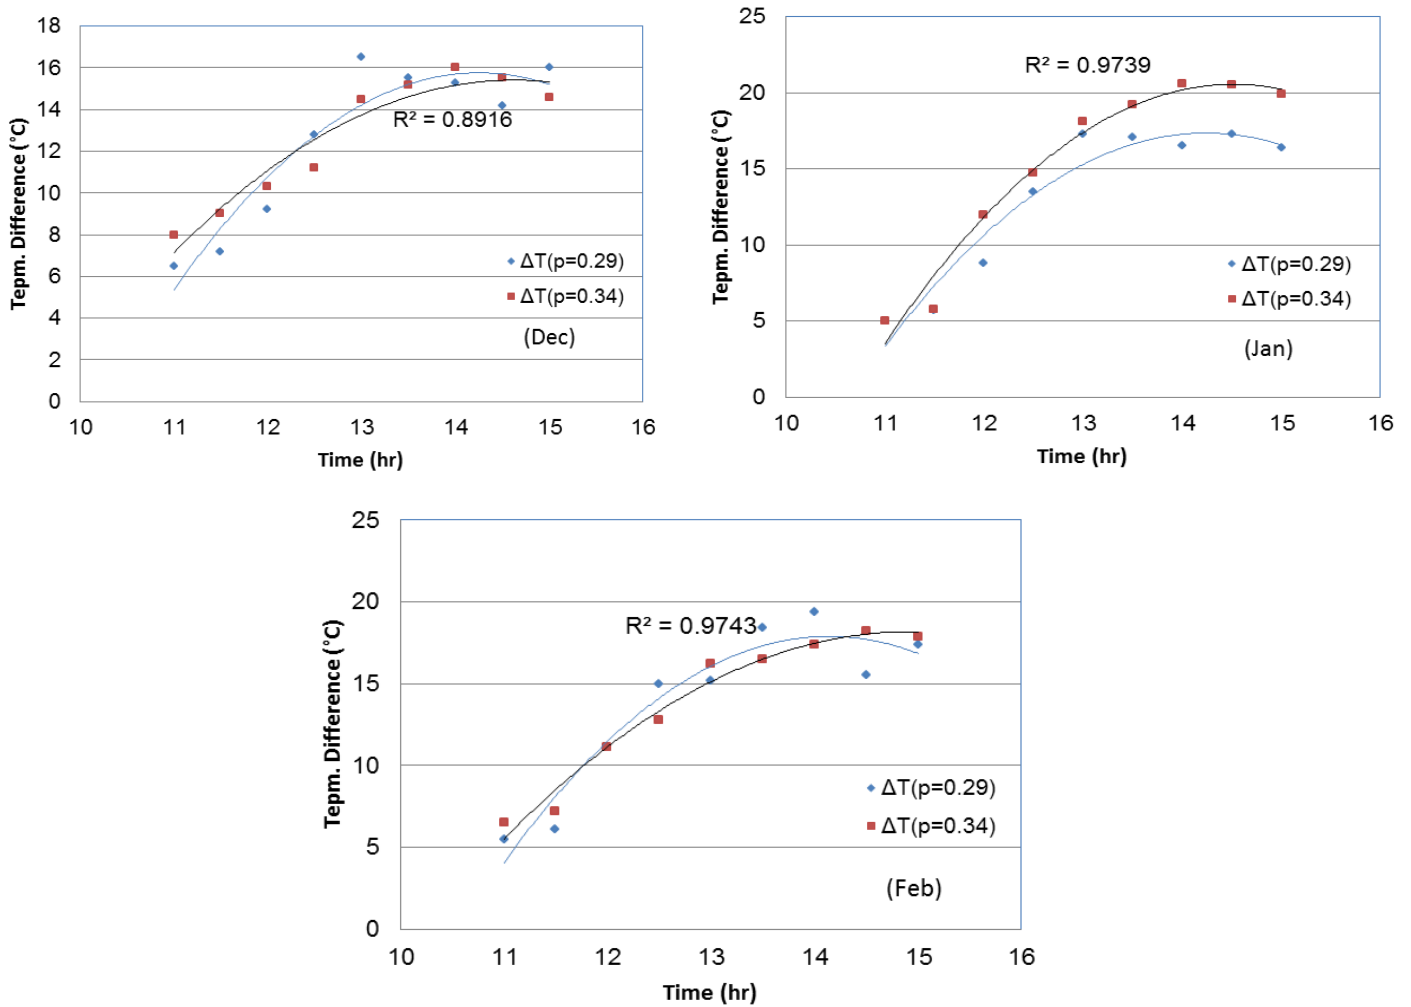 Tepm. Difference (°C)
18
16
14
12
10
8
6
4
2
0
R² = 0.8916
ΔT(p=0.29)
ΔT(p=0.34)
(Dec)
10 11 12 13 14 15 16
Time (hr)
Tepm. Difference (°C)
25
20
15
10
5
0
R² = 0.9739
ΔT(p=0.29)
ΔT(p=0.34)
(Jan)
10 11 12 13 14 15 16
Time (hr)
Tepm. Difference (°C)
25
20
15
10
5
0
R² = 0.9743
ΔT(p=0.29)
ΔT(p=0.34)
(Feb)
10 11 12 13 14 15 16
Time (hr)